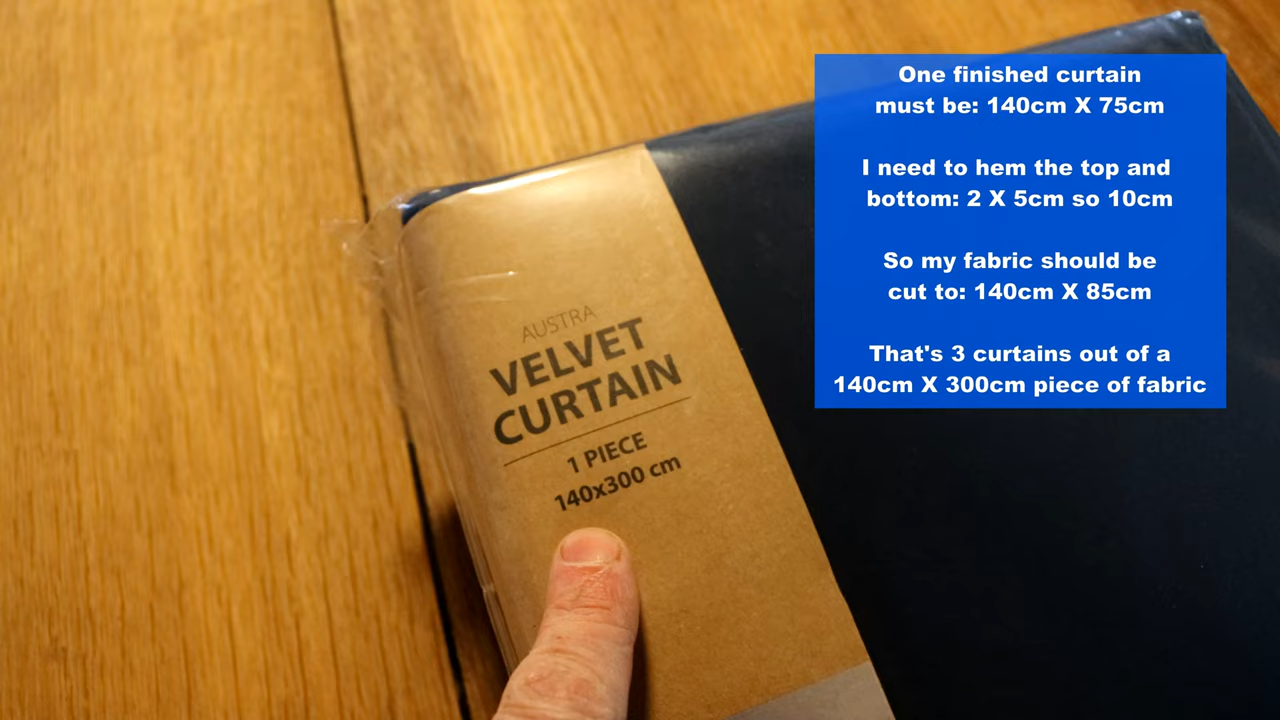 One finished curtain
must be: 140cm X 75cm
I need to hem the top and
bottom: 2 X 5cm so 10cm
So my fabric should be
cut to: 140cm X 85cm
That's 3 curtains out of a
140cm X 300cm piece of fabric
AUSTRA
VELVET
CURTAIN
1 PIECE
140x300 cm